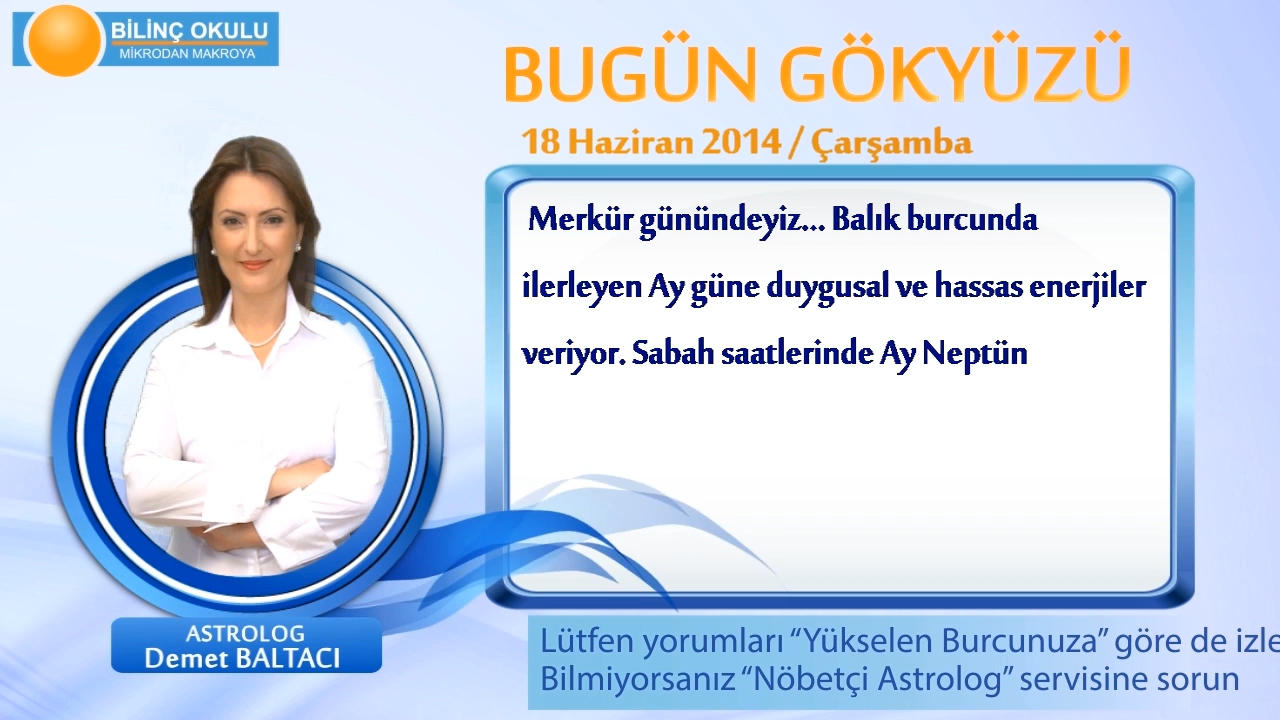 BİLİNÇ OKULU
MİKRODAN MAKROYA
BUGÜN GÖKYÜZÜ
18 Haziran 2014 / Çarşamba
Merkür günündeyiz... Balık burcunda
ilerleyen Ay güne duygusal ve hassas enerjiler
veriyor. Sabah saatlerinde Ay Neptün
ASTROLOG
Demet BALTACI
Lütfen yorumları “Yükselen Burcunuza” göre de izle
Bilmiyorsanız “Nöbetçi Astrolog” servisine sorun